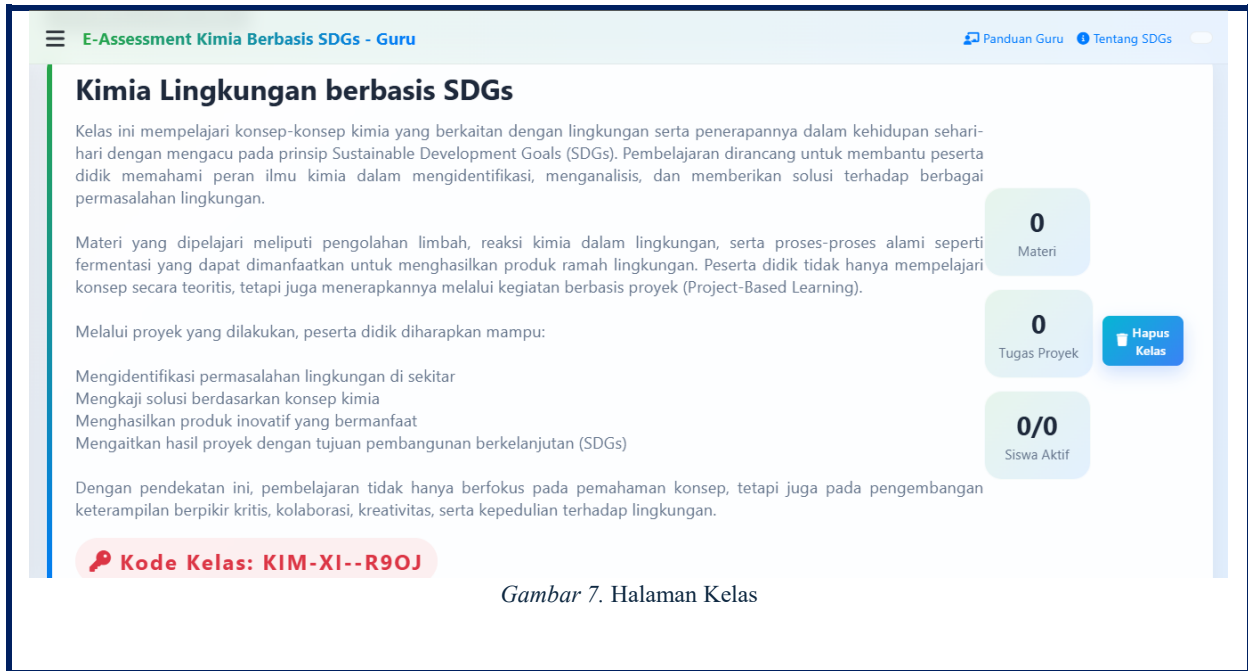 E-Assessment Kimia Berbasis SDGs - Guru
Panduan Guru
Tentang SDGs
Kimia Lingkungan berbasis SDGs
Kelas ini mempelajari konsep-konsep kimia yang berkaitan dengan lingkungan serta penerapannya dalam kehidupan sehari-
hari dengan mengacu pada prinsip Sustainable Development Goals (SDGs). Pembelajaran dirancang untuk membantu peserta
didik memahami peran ilmu kimia dalam mengidentifikasi, menganalisis, dan memberikan solusi terhadap berbagai
permasalahan lingkungan.
Materi yang dipelajari meliputi pengolahan limbah, reaksi kimia dalam lingkungan, serta proses-proses alami seperti
fermentasi yang dapat dimanfaatkan untuk menghasilkan produk ramah lingkungan. Peserta didik tidak hanya mempelajari
konsep secara teoritis, tetapi juga menerapkannya melalui kegiatan berbasis proyek (Project-Based Learning).
Melalui proyek yang dilakukan, peserta didik diharapkan mampu:
Mengidentifikasi permasalahan lingkungan di sekitar
Mengkaji solusi berdasarkan konsep kimia
Menghasilkan produk inovatif yang bermanfaat
Mengaitkan hasil proyek dengan tujuan pembangunan berkelanjutan (SDGs)
Dengan pendekatan ini, pembelajaran tidak hanya berfokus pada pemahaman konsep, tetapi juga pada pengembangan
keterampilan berpikir kritis, kolaborasi, kreativitas, serta kepedulian terhadap lingkungan.
Kode Kelas: KIM-XI--R9OJ
0
Materi
0
Tugas Proyek
0/0
Siswa Aktif
Hapus
Kelas
Gambar 7. Halaman Kelas